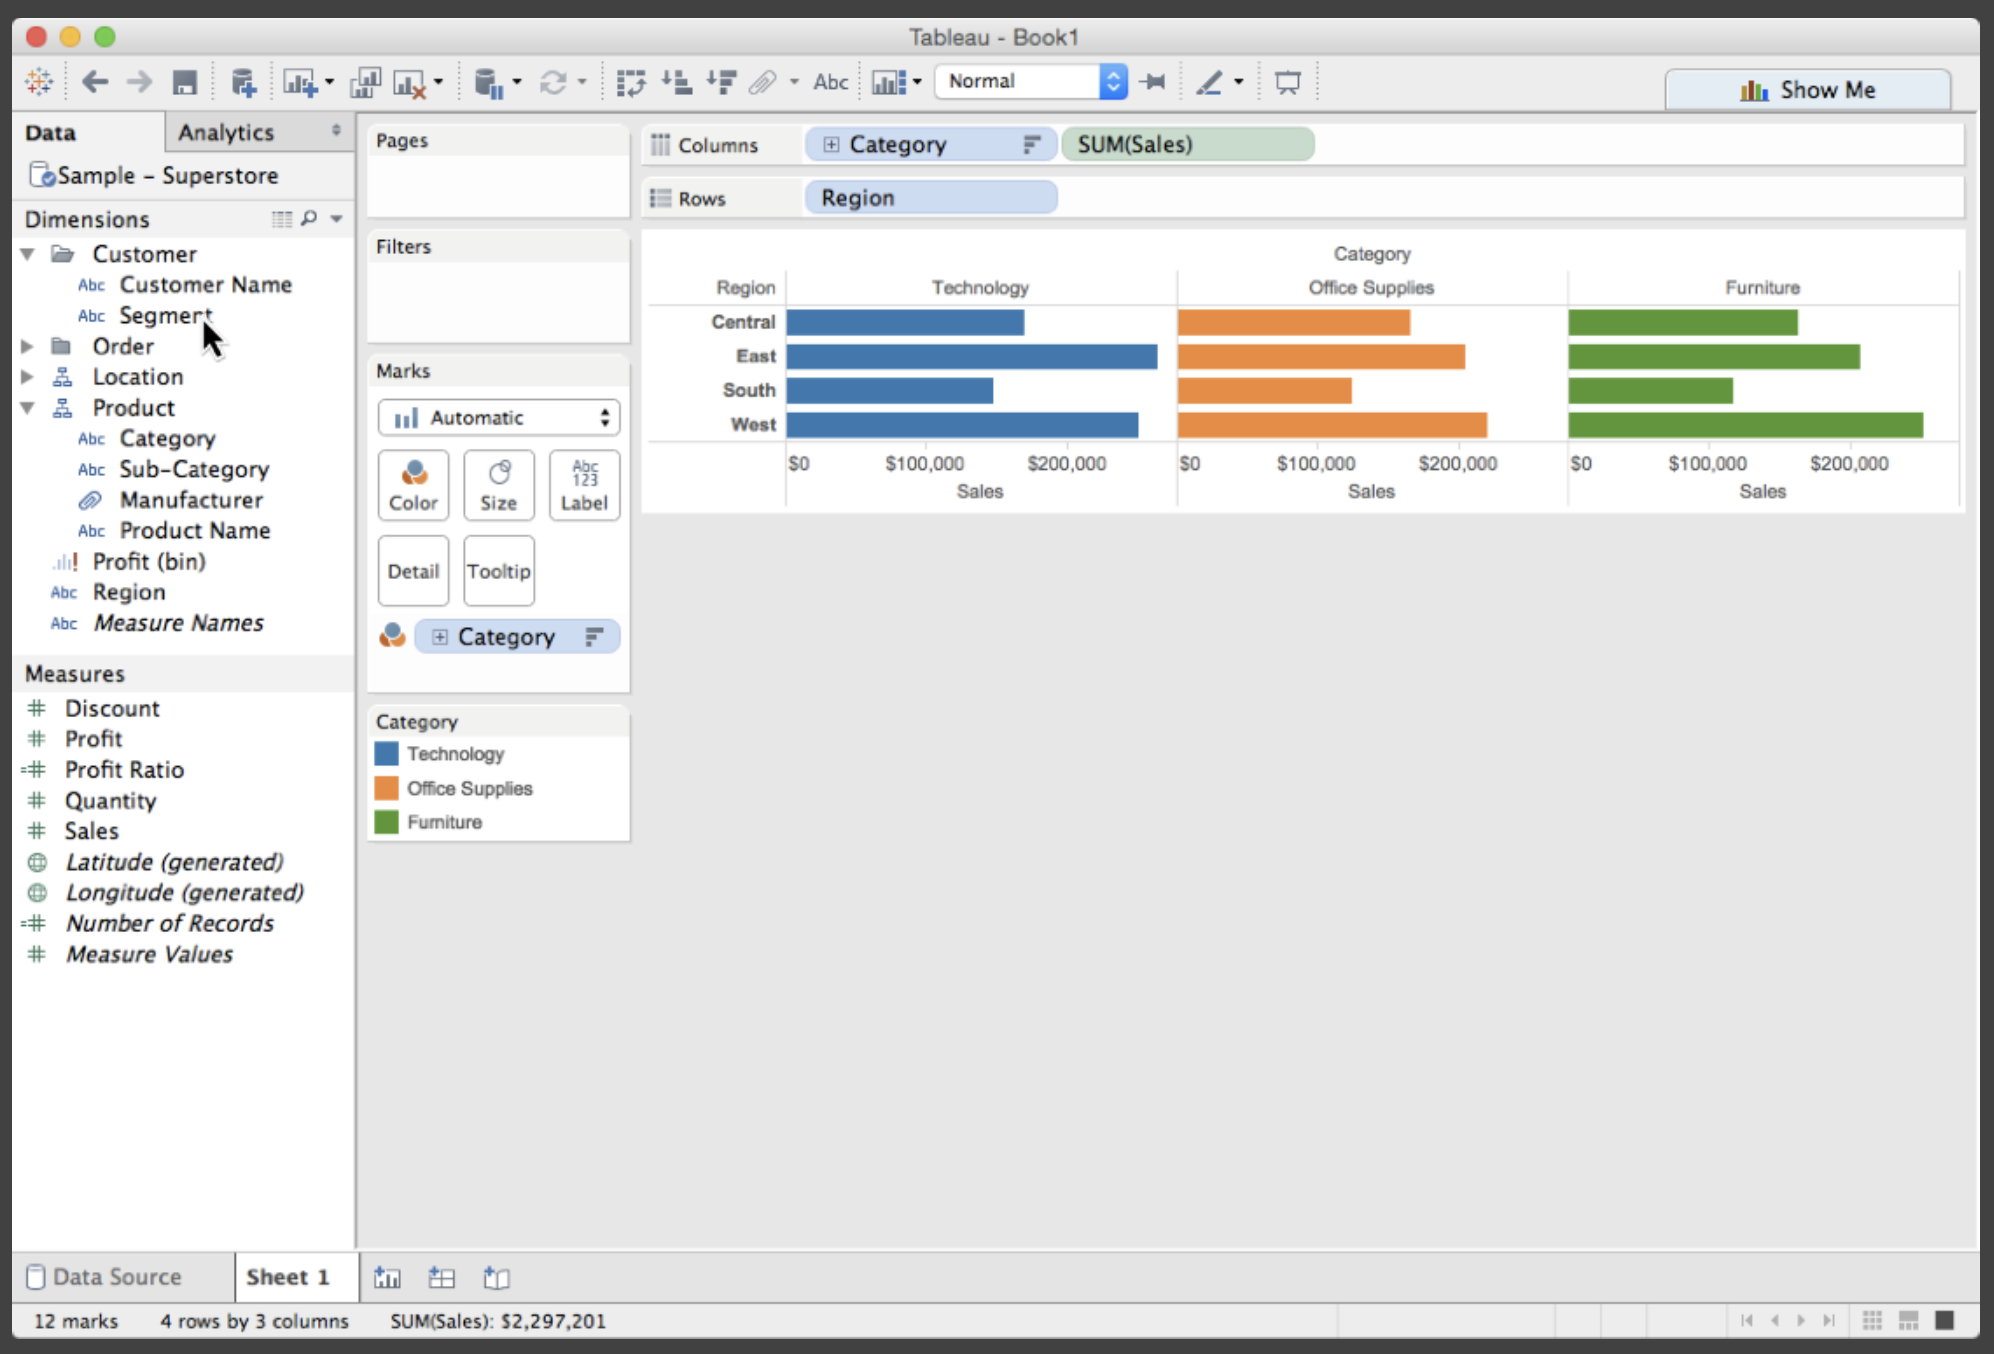 Tableau - Book1
Abc
Normal
Show Me
Data
Analytics
Sample - Superstore
Dimensions
Customer
Abc Customer Name
Abc Segment
Order
Location
Product
Abc Category
Abc Sub-Category
Manufacturer
Abc Product Name
Profit (bin)
Abc Region
Abc Measure Names
Measures
# Discount
# Profit
=# Profit Ratio
# Quantity
# Sales
Latitude (generated)
Longitude (generated)
=# Number of Records
# Measure Values
Pages
Filters
Marks
Automatic
Color
Size
Abc
123
Label
Detail
Tooltip
Category
Category
Technology
Office Supplies
Furniture
Columns
Category
SUM(Sales)
Rows
Region
Category
Region Technology Office Supplies Furniture
Central
East
South
West
$0 $100,000 $200,000 $0 $100,000 $200,000 $0 $100,000 $200,000
Sales Sales Sales
Data Source
Sheet 1
12 marks 4 rows by 3 columns SUM(Sales): $2,297,201